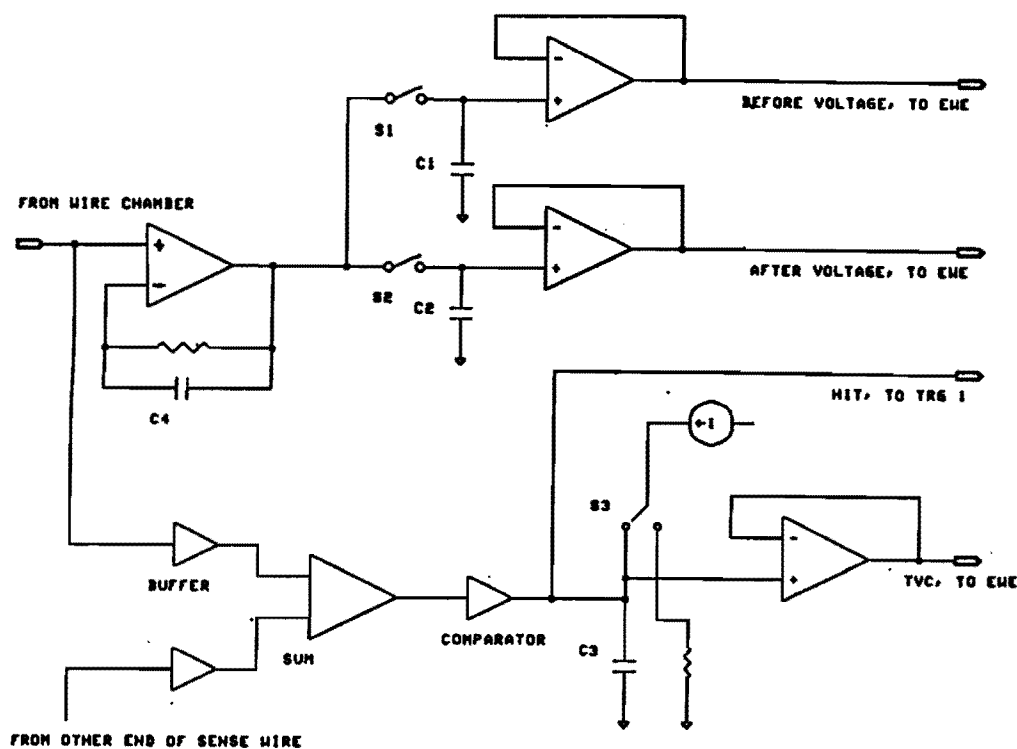 BEFORE VOLTAGE, TO EWE
S1
C1
FROM WIRE CHAMBER
+
-
-
+
-
+
AFTER VOLTAGE, TO EWE
S2
C2
C4
HIT, TO TRG 1
+I
S3
-
+
TVC, TO EWE
BUFFER
SUM
COMPARATOR
C3
FROM OTHER END OF SENSE WIRE